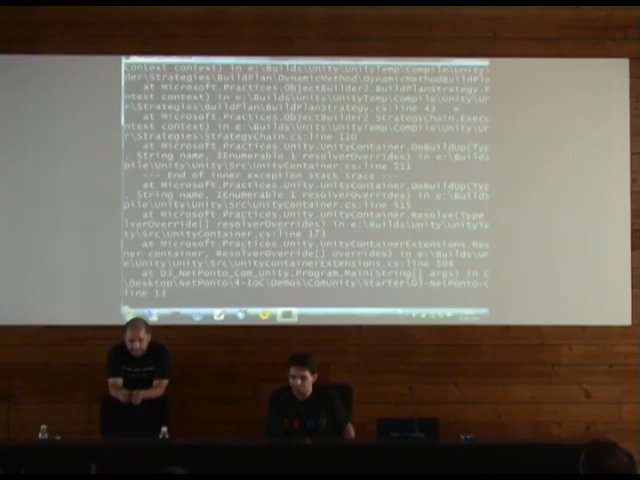 Context context) in e:\Builds\Unity\UnityTemp\Compile\Unity
der\Strategies\BuildPlan\DynamicMethod\DynamicMethodBuildPla
at Microsoft.Practices.ObjectBuilder2.BuildPlanStrategy.
ntext context) in e:\Builds\Unity\UnityTemp\Compile\Unity\U
r\Strategies\BuildPlan\BuildPlanStrategy.cs:line 43
at Microsoft.Practices.ObjectBuilder2.StrategyChain.Execu
Context context) in e:\Builds\Unity\UnityTemp\Compile\Unity
er\Strategies\StrategyChain.cs:line 110
at Microsoft.Practices.Unity.UnityContainer.DoBuildUp(Typ
, String name, IEnumerable`1 resolverOverrides) in e:\Build
pile\Unity\Unity\Src\UnityContainer.cs:line 511
--- End of inner exception stack trace ---
at Microsoft.Practices.Unity.UnityContainer.DoBuildUp(Typ
, String name, IEnumerable`1 resolverOverrides) in e:\Build
pile\Unity\Unity\Src\UnityContainer.cs:line 515
at Microsoft.Practices.Unity.UnityContainer.Resolve(Type
lverOverride[] resolverOverrides) in e:\Builds\Unity\UnityTe
ty\Src\UnityContainer.cs:line 173
at Microsoft.Practices.Unity.UnityContainerExtensions.Res
ner container, ResolverOverride[] overrides) in e:\Builds\U
e\Unity\Unity\Src\UnityContainerExtensions.cs:line 504
at D3_NetPonto_Com_Unity.Program.Main(String[] args) in C
\Desktop\NetPonto\4-IoC\Demos\ComUnity\Starter\D3-NetPonto-C
line 13